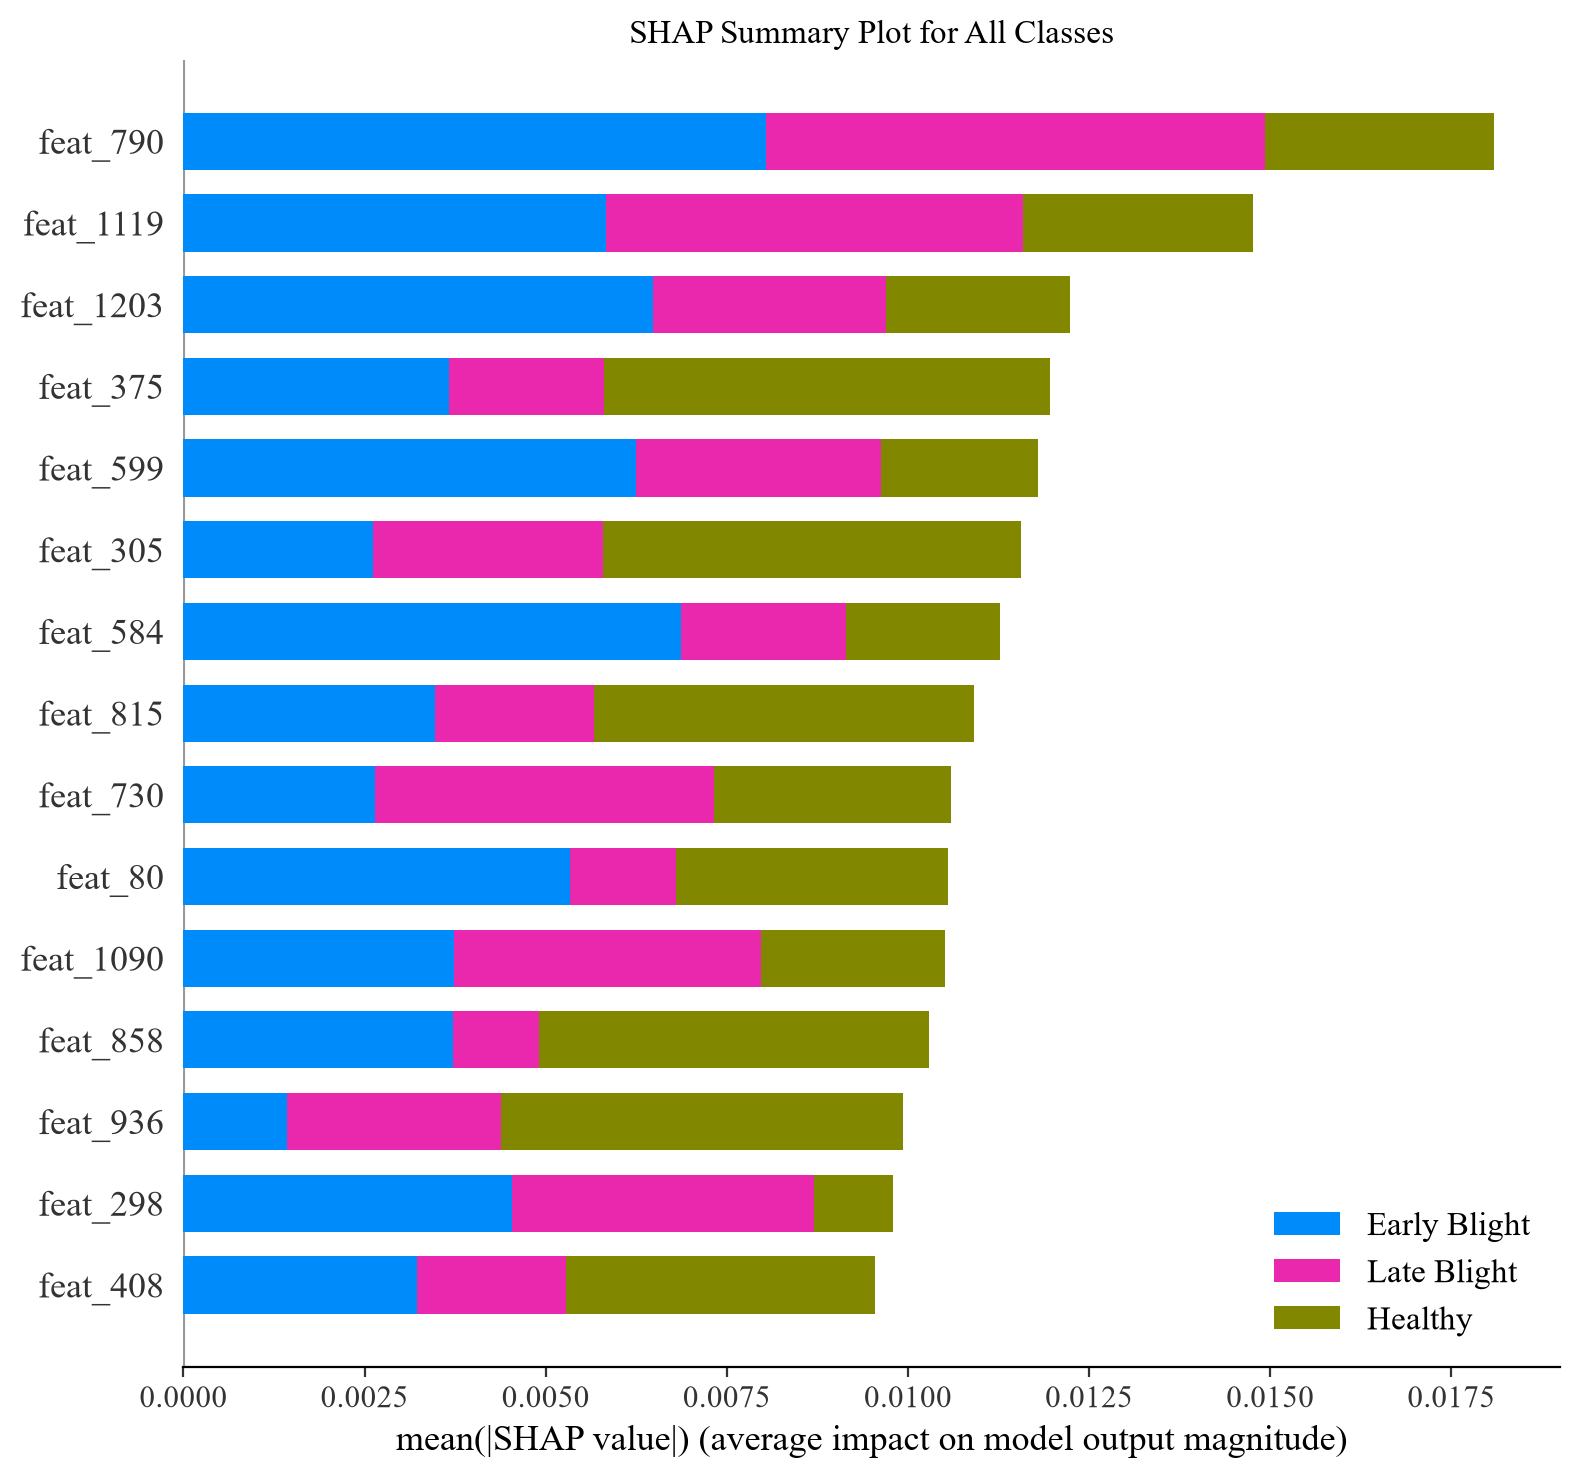 SHAP Summary Plot for All Classes
feat_790
feat_1119
feat_1203
feat_375
feat_599
feat_305
feat_584
feat_815
feat_730
feat_80
feat_1090
feat_858
feat_936
feat_298
feat_408
Early Blight
Late Blight
Healthy
0.0000 0.0025 0.0050 0.0075 0.0100 0.0125 0.0150 0.0175
mean(|SHAP value|) (average impact on model output magnitude)